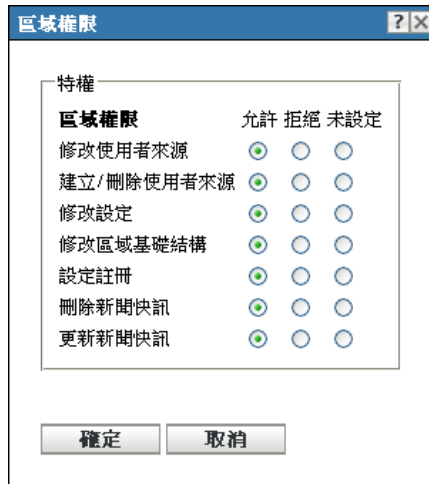 區域權限
特權
區域權限 允許 拒絕 未設定
修改使用者來源
建立/刪除使用者來源
修改設定
修改區域基礎結構
設定註冊
刪除新聞快訊
更新新聞快訊
確定 取消